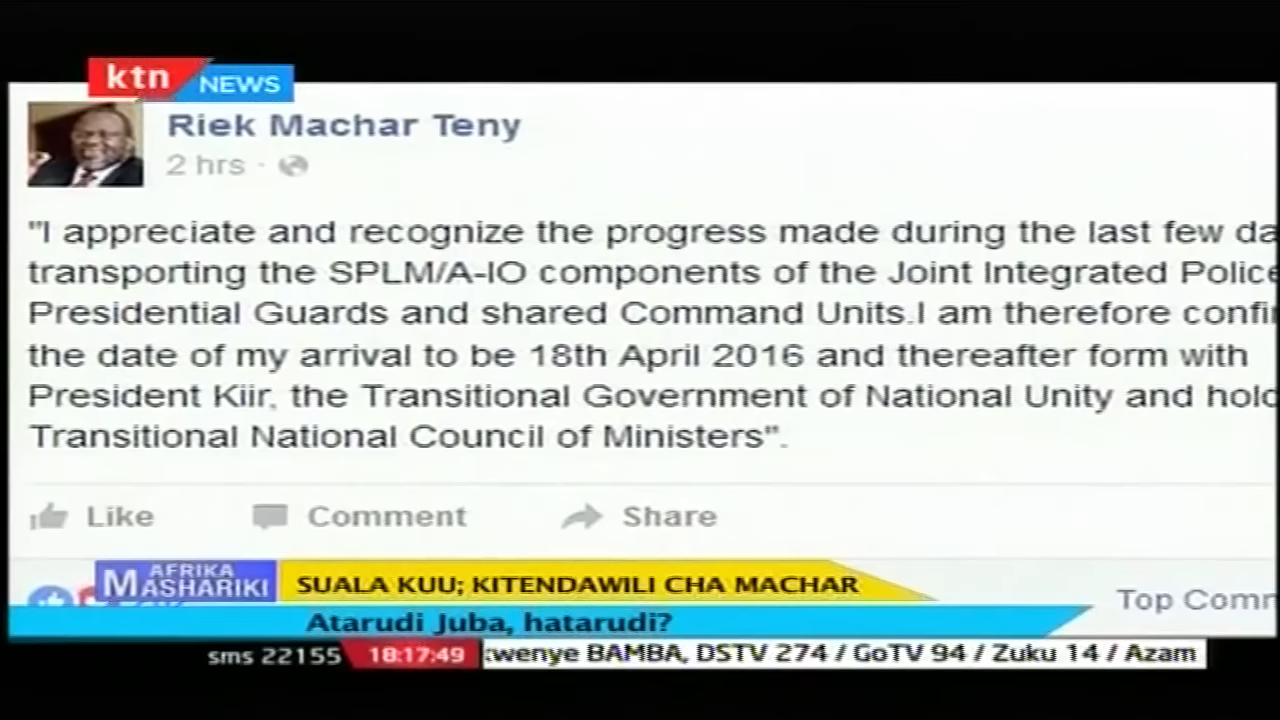 ktn NEWS
Riek Machar Teny
2 hrs ·
"I appreciate and recognize the progress made during the last few da
transporting the SPLM/A-IO components of the Joint Integrated Police
Presidential Guards and shared Command Units.I am therefore confi
the date of my arrival to be 18th April 2016 and thereafter form with
President Kiir, the Transitional Government of National Unity and hold
Transitional National Council of Ministers".
Like Comment Share
Top Comm
AFRIKA MASHARIKI
SUALA KUU; KITENDAWILI CHA MACHAR
Atarudi Juba, hatarudi?
sms 22155 18:17:49 kwenye BAMBA, DSTV 274 / GoTV 94 / Zuku 14 / Azam